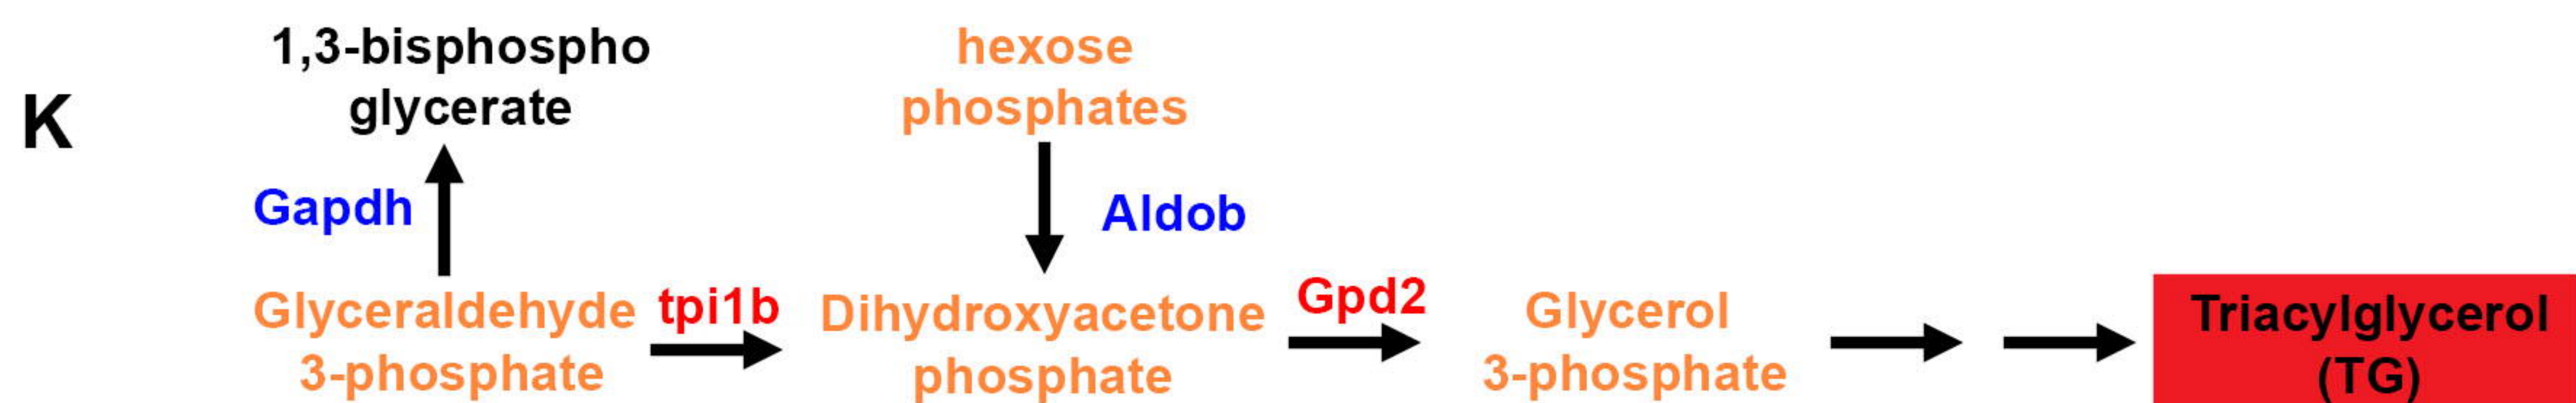 K
1,3-bisphospho
glycerate
hexose
phosphates
Gapdh
Aldob
Glyceraldehyde
3-phosphate
tpi1b
Dihydroxyacetone
phosphate
Gpd2
Glycerol
3-phosphate
Triacylglycerol
(TG)